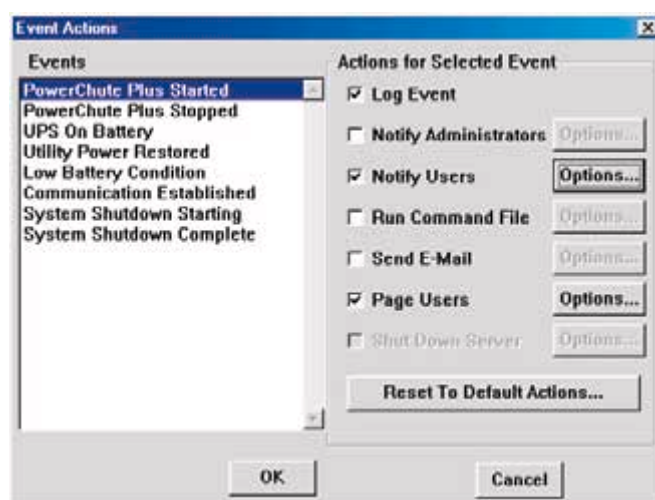 Event Actions
Events
PowerChute Plus Started
PowerChute Plus Stopped
UPS On Battery
Utility Power Restored
Low Battery Condition
Communication Established
System Shutdown Starting
System Shutdown Complete
Actions for Selected Event
Log Event
Notify Administrators Options...
Notify Users Options...
Run Command File Options...
Send E-Mail Options...
Page Users Options...
Shut Down Server Options...
Reset To Default Actions...
OK
Cancel